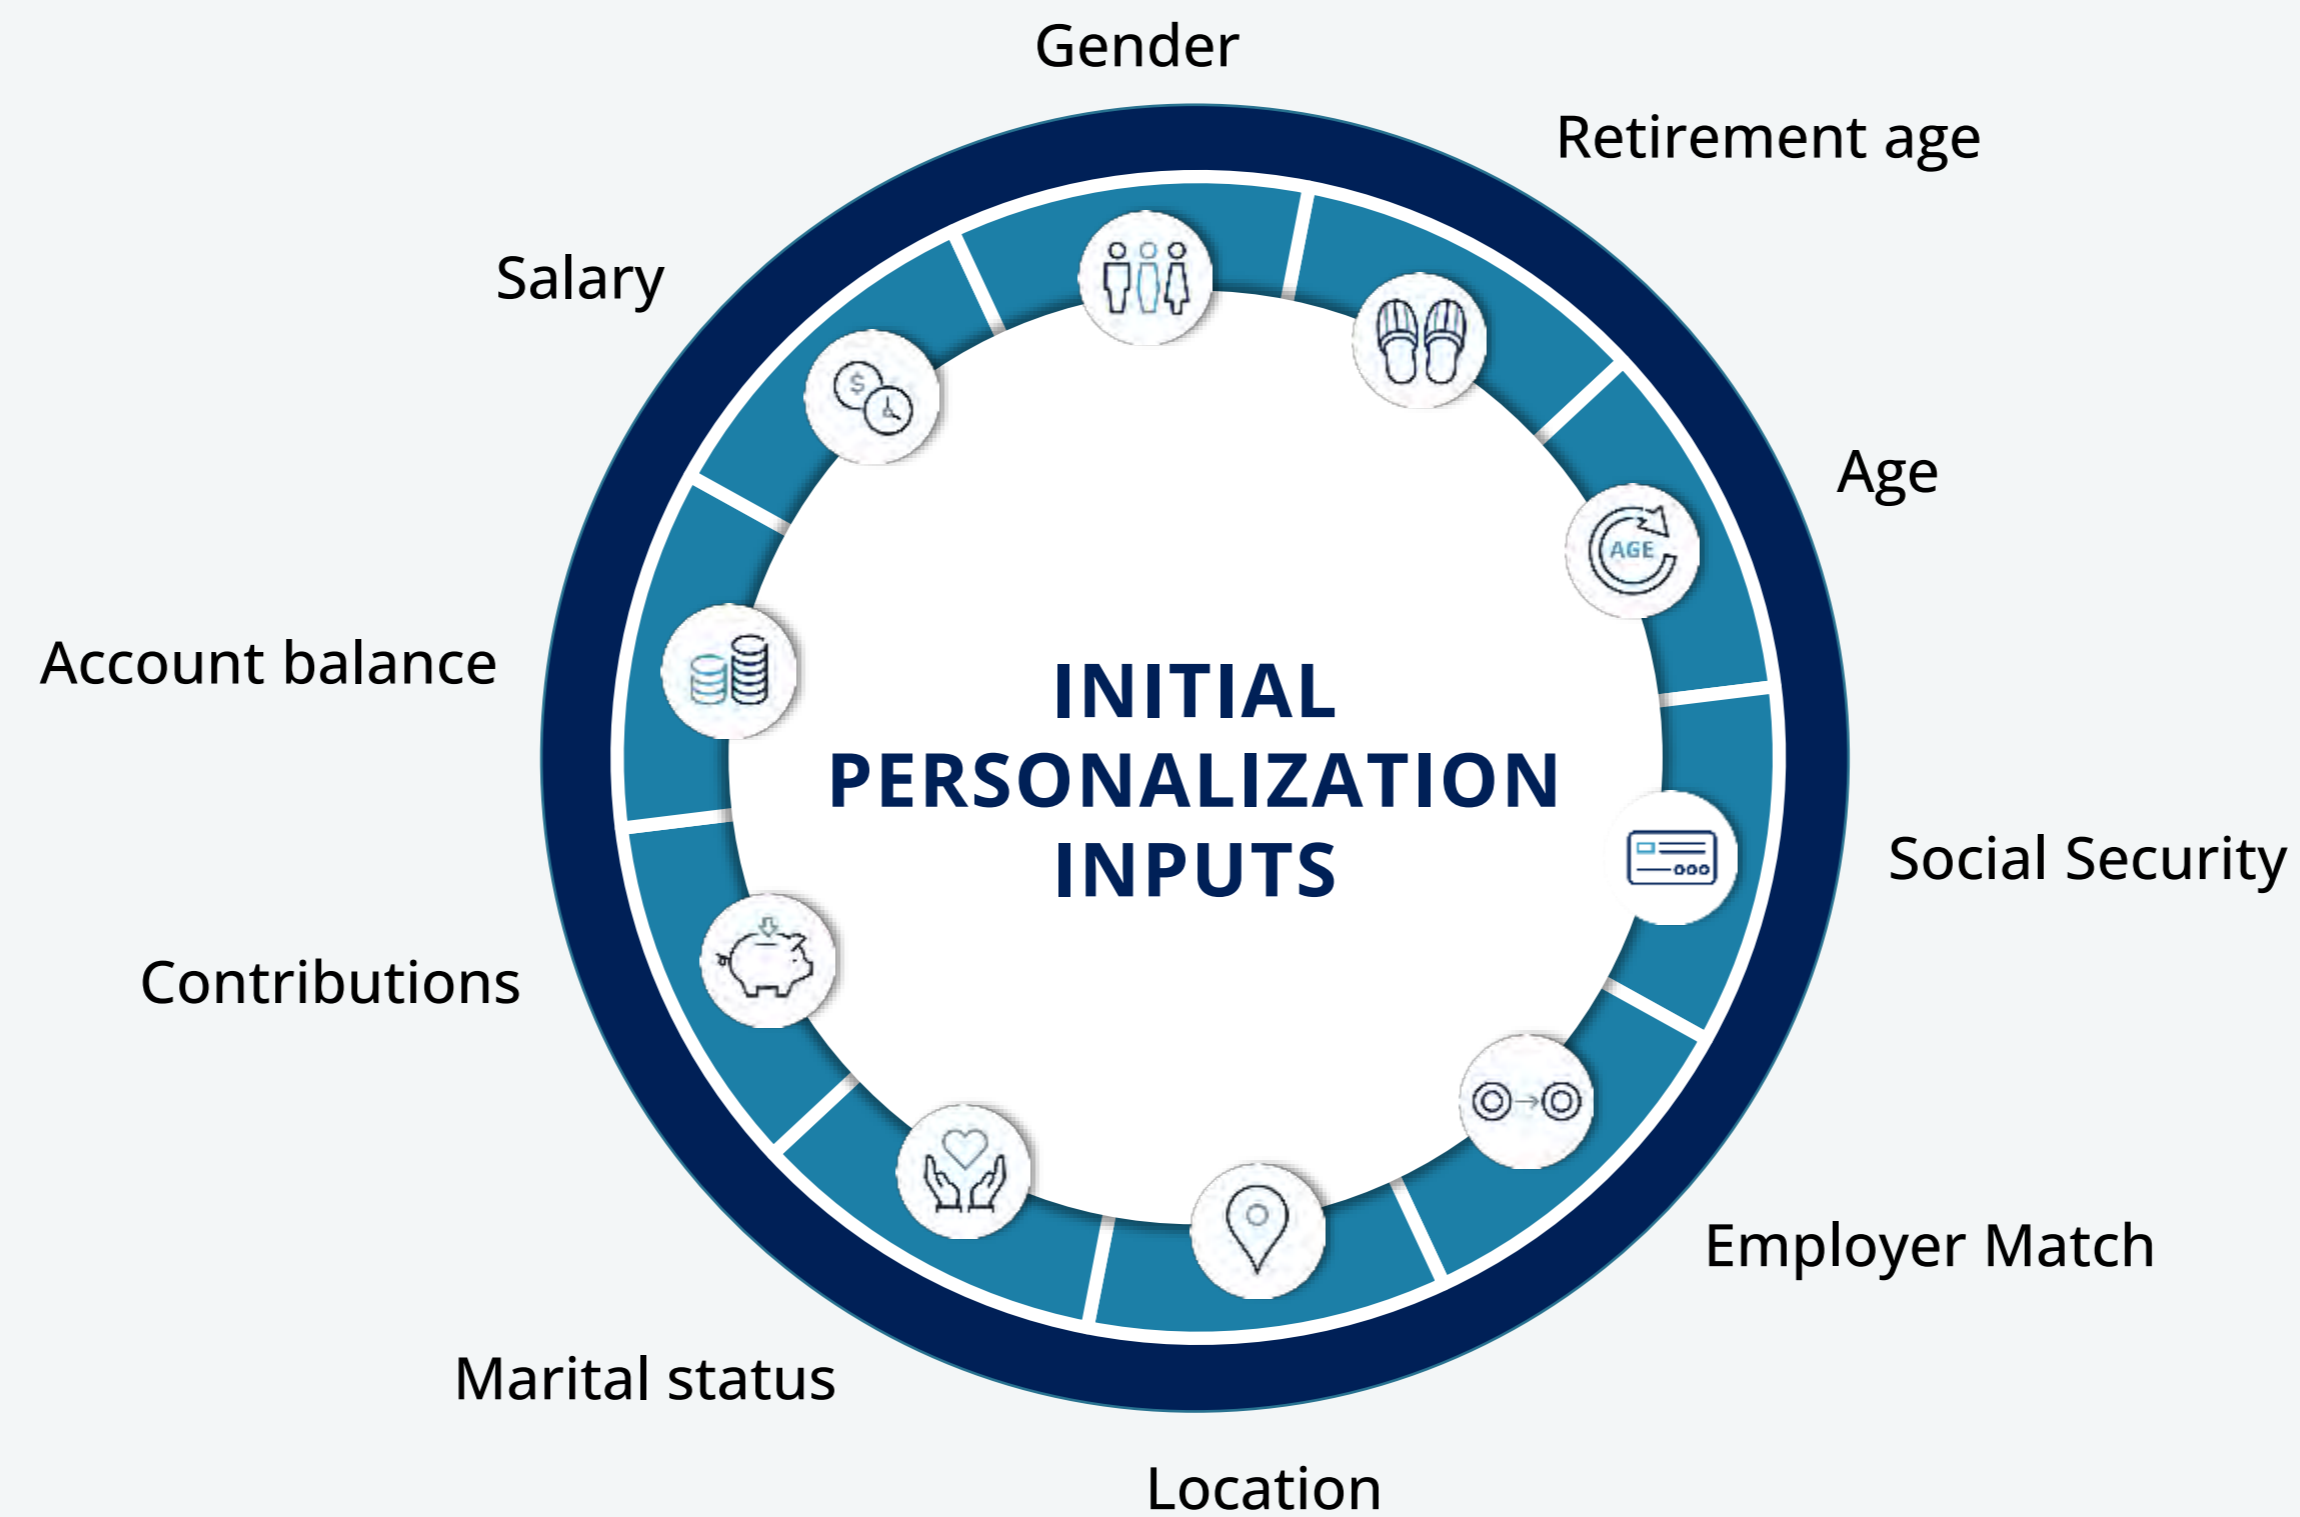 Gender
Retirement age
Salary
Age
AGE
$
Account balance
INITIAL
PERSONALIZATION
INPUTS
Social Security
Contributions
Employer Match
Marital status
Location